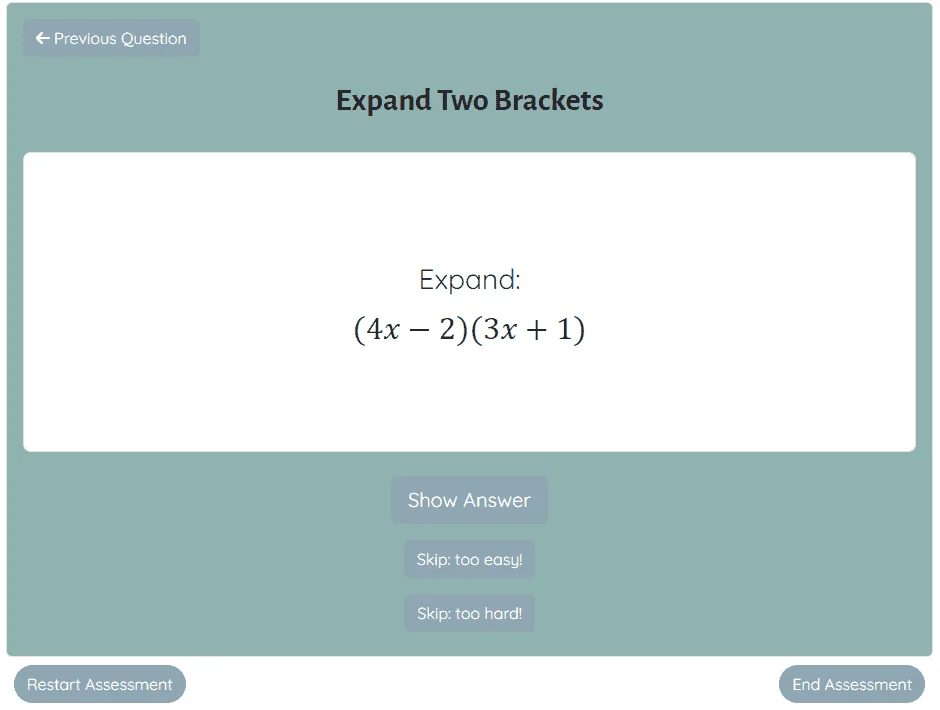 ← Previous Question
Expand Two Brackets
Expand:
(4x − 2)(3x + 1)
Show Answer
Skip: too easy!
Skip: too hard!
Restart Assessment
End Assessment